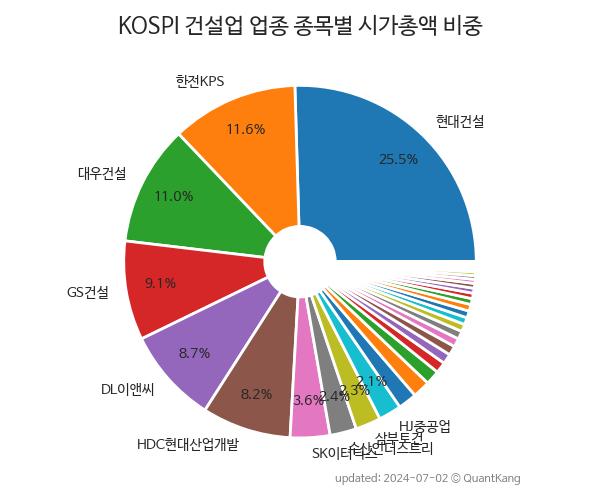 KOSPI 건설업 업종 종목별 시가총액 비중
현대건설
25.5%
한전KPS
11.6%
대우건설
11.0%
GS건설
9.1%
DL이앤씨
8.7%
HDC현대산업개발
8.2%
SK이터닉스
3.6%
2.4%
2.3%
삼부토건
2.1%
HJ중공업
updated: 2024-07-02 © QuantKang